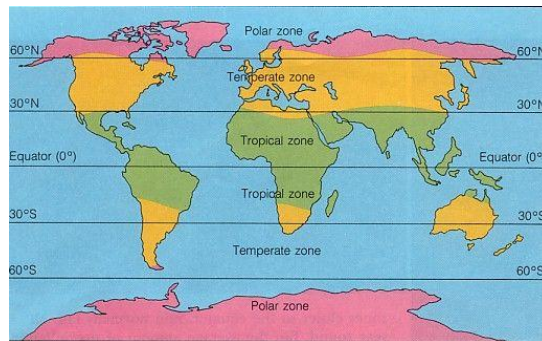 Polar zone
60°N
60°N
Temperate zone
30°N
30°N
Tropical zone
Equator (0°)
Equator (0°)
Tropical zone
30°S
30°S
Temperate zone
60°S
60°S
Polar zone